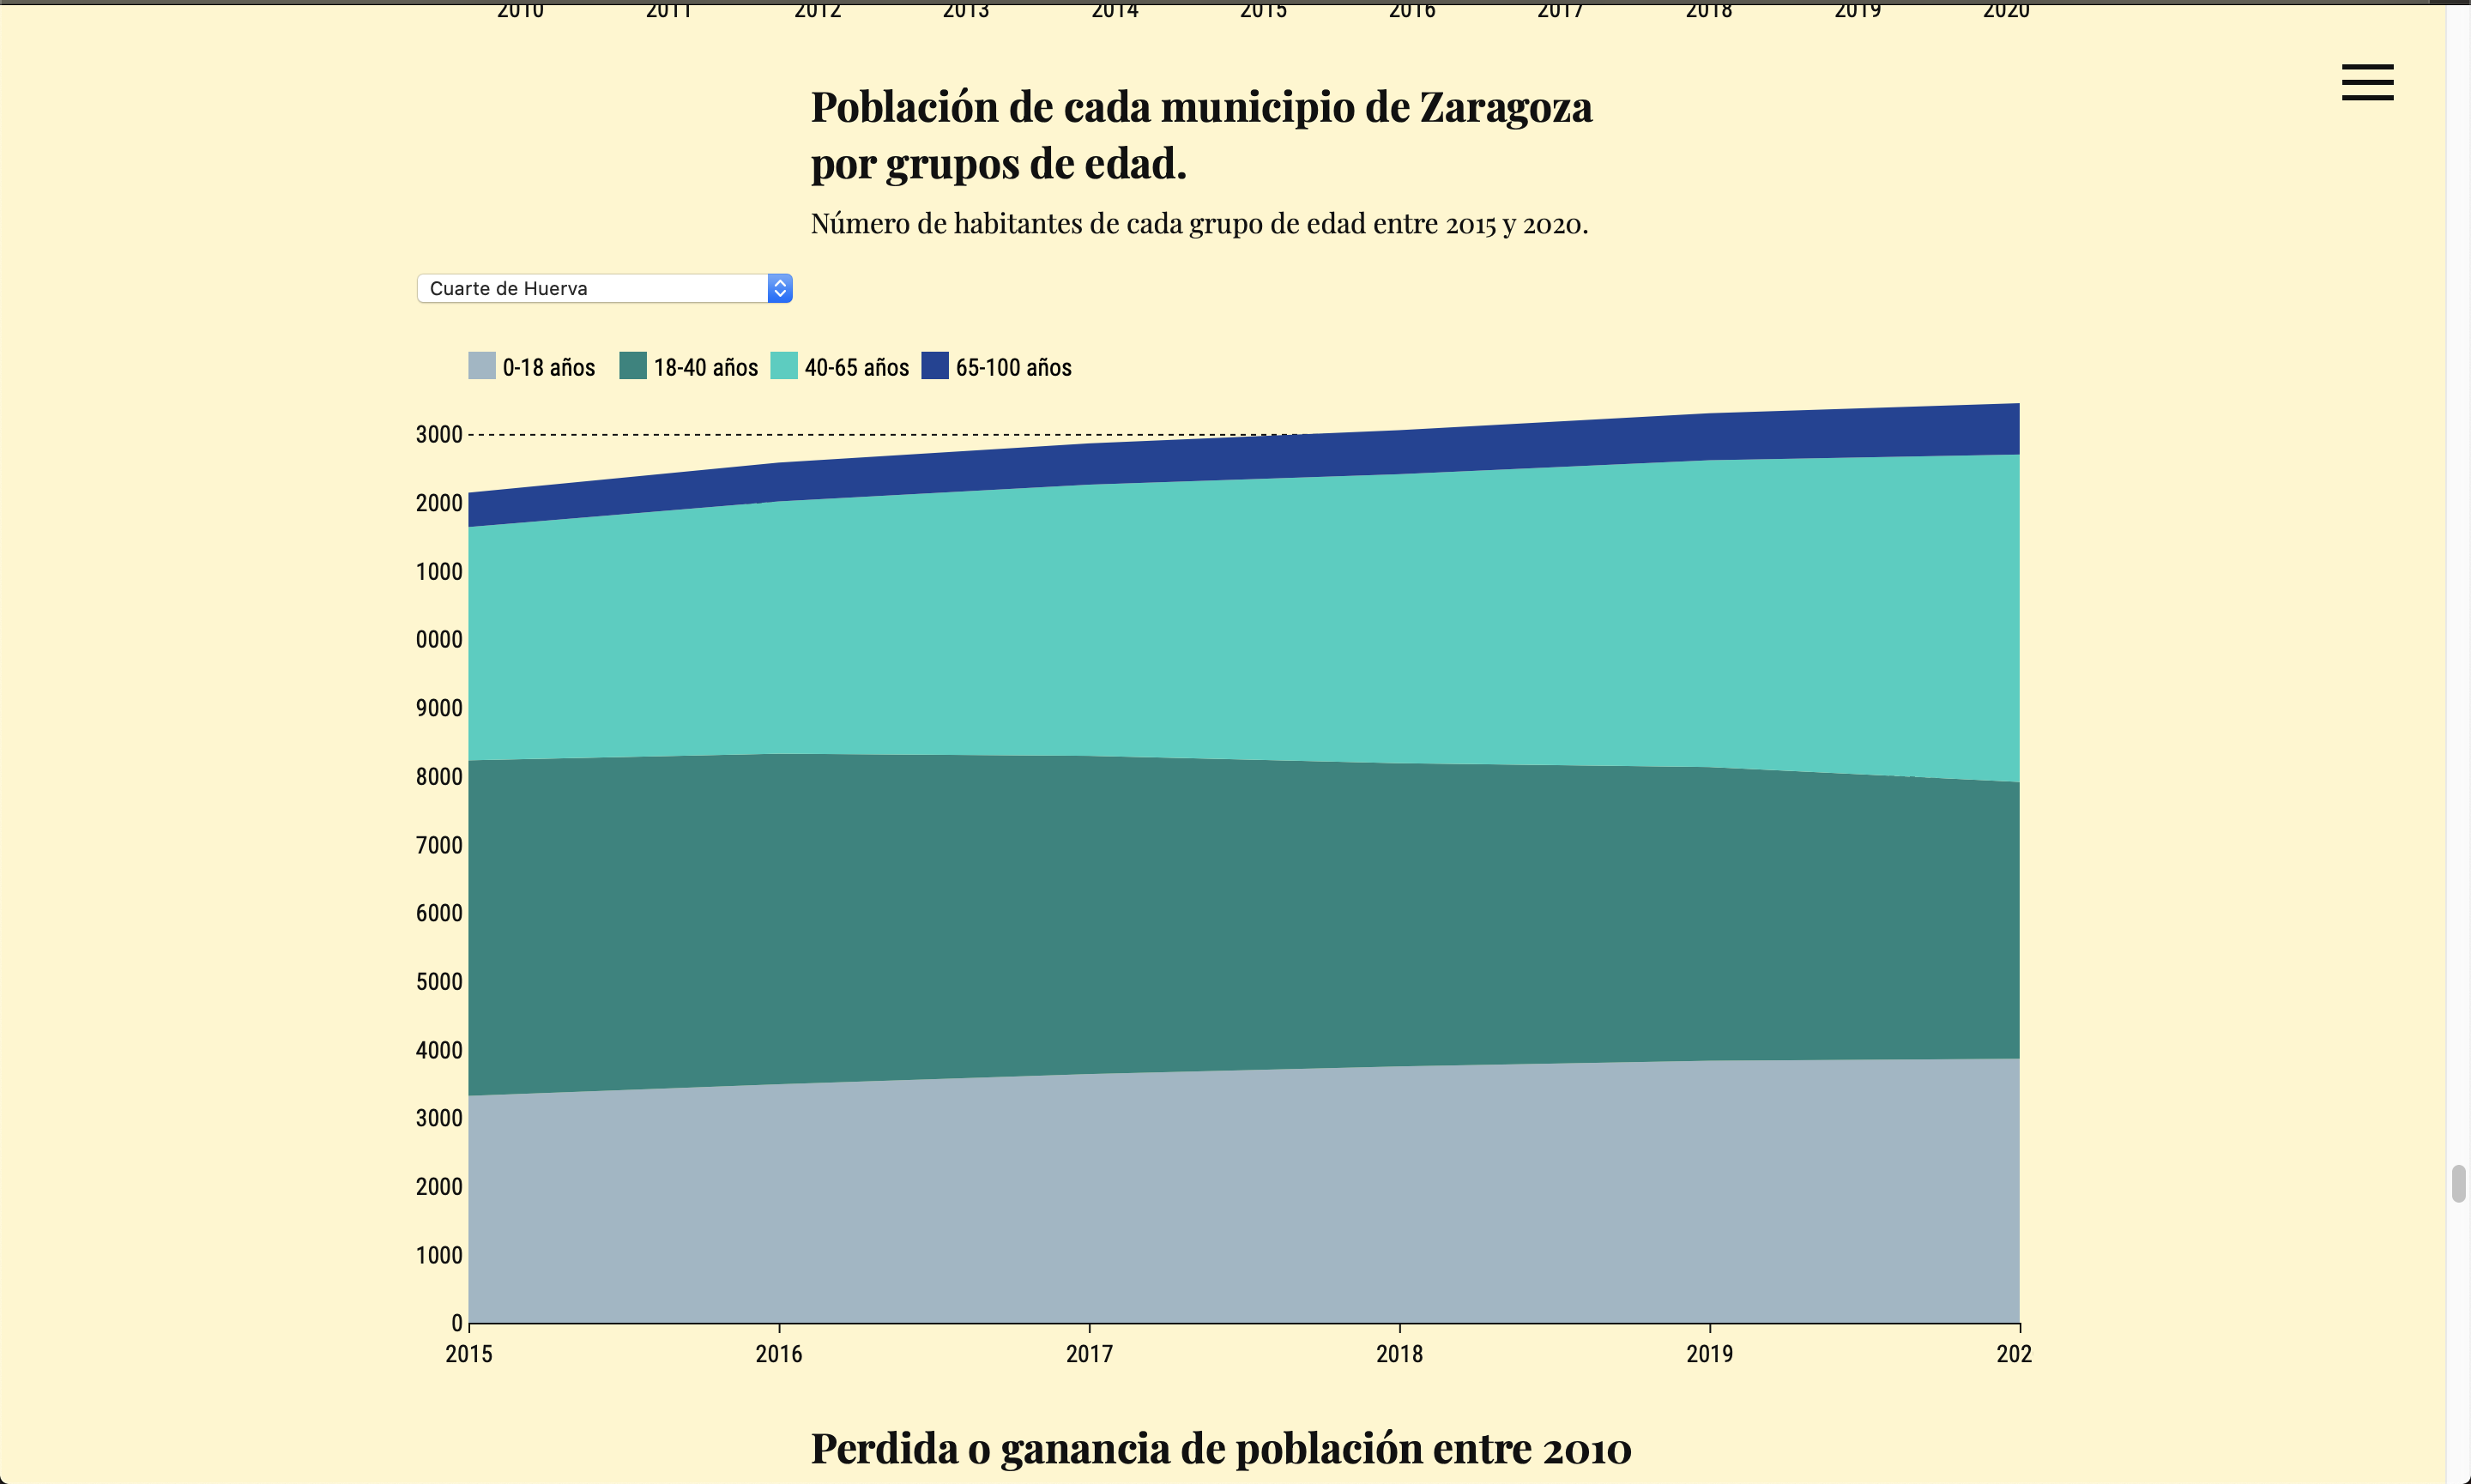 2010 2011 2012 2013 2014 2015 2016 2017 2018 2019 2020
Población de cada municipio de Zaragoza
por grupos de edad.
Número de habitantes de cada grupo de edad entre 2015 y 2020.
Cuarte de Huerva
0-18 años 18-40 años 40-65 años 65-100 años
3000
2000
1000
0000
9000
8000
7000
6000
5000
4000
3000
2000
1000
0
2015 2016 2017 2018 2019 202
Perdida o ganancia de población entre 2010